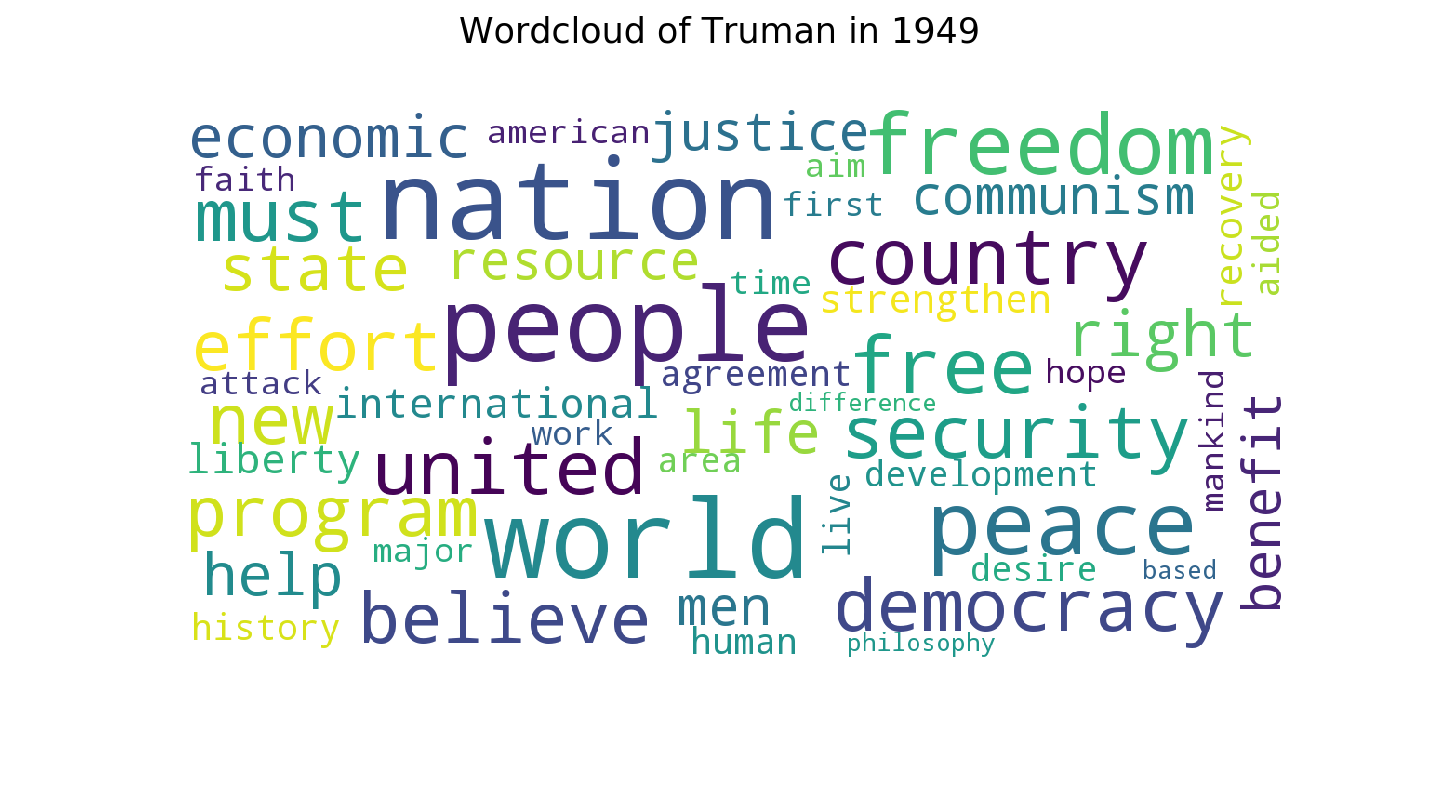 Wordcloud of Truman in 1949
economic american justice freedom
faith aim recovery
must nation first communism aided
state resource time country
people strengthen
effort right
attack agreement free hope
new international difference mankind
work life security benefit
liberty united area development
program live
major world peace
help desire based
history believe men democracy
human philosophy